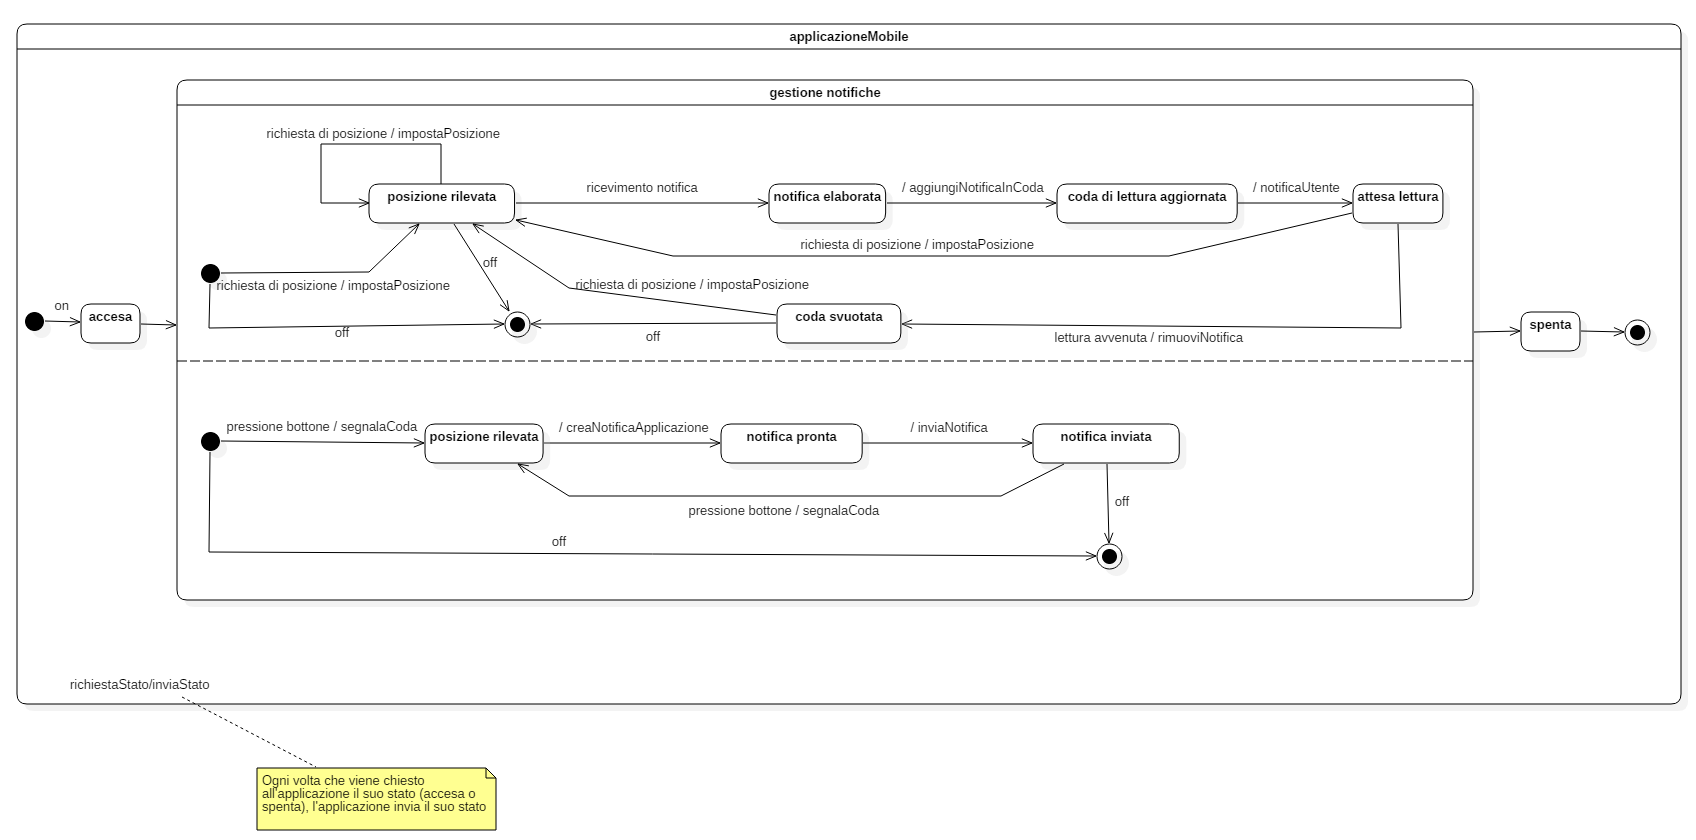 applicazioneMobile
gestione notifiche
richiesta di posizione / impostaPosizione
posizione rilevata
ricevimento notifica
notifica elaborata
/ aggiungiNotificaInCoda
coda di lettura aggiornata
/ notificaUtente
attesa lettura
richiesta di posizione / impostaPosizione
off
richiesta di posizione / impostaPosizione
richiesta di posizione / impostaPosizione
on
accesa
coda svuotata
off
off
lettura avvenuta / rimuoviNotifica
spenta
pressione bottone / segnalaCoda
posizione rilevata
/ creaNotificaApplicazione
notifica pronta
/ inviaNotifica
notifica inviata
off
pressione bottone / segnalaCoda
off
richiestaStato/inviaStato
Ogni volta che viene chiesto
all'applicazione il suo stato (accesa o
spenta), l'applicazione invia il suo stato